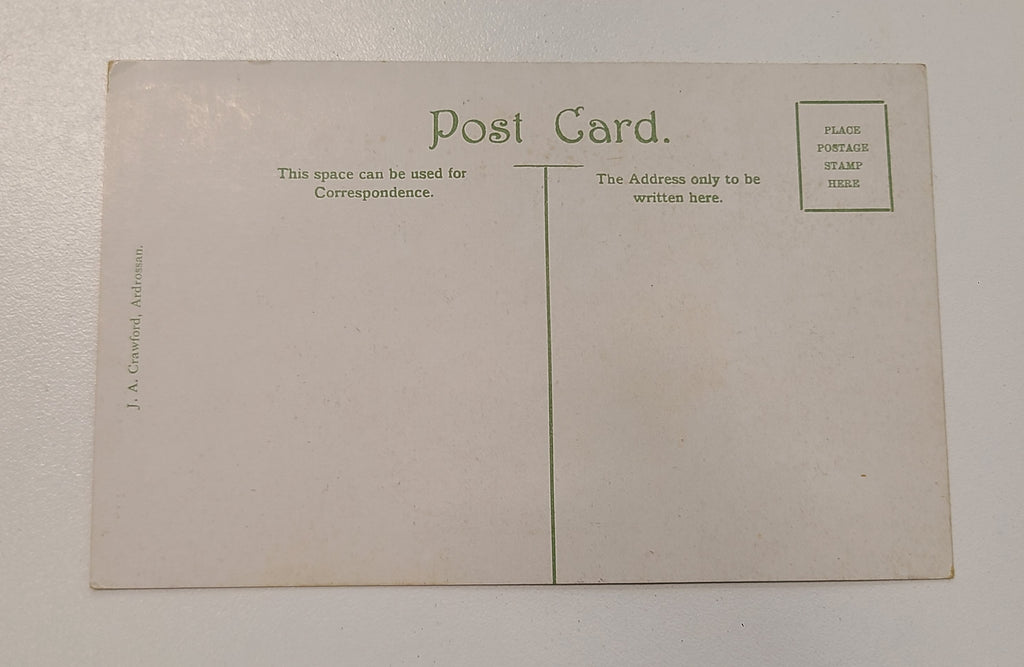 Post Card.
This space can be used for
Correspondence.
The Address only to be
written here.
PLACE
POSTAGE
STAMP
HERE
J. A. Crawford, Ardrossan.